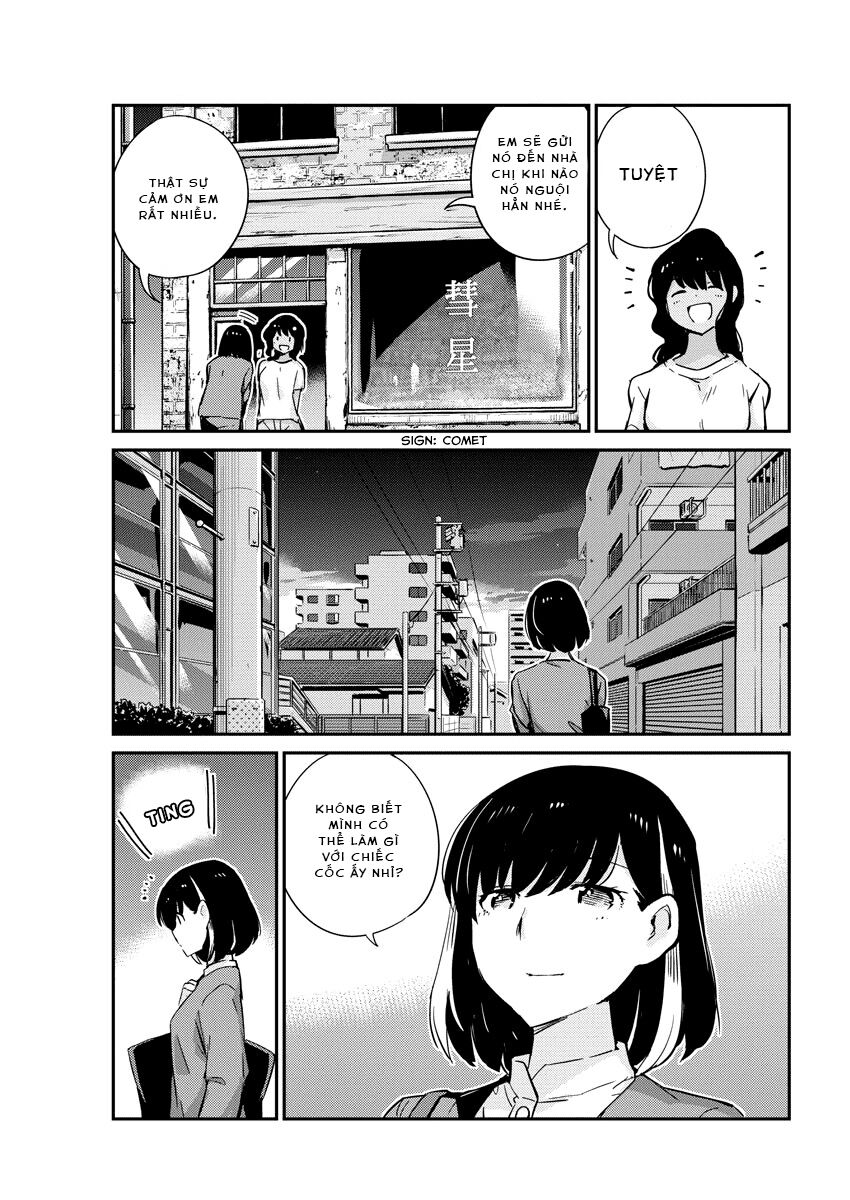 TUYỆT
EM SẼ GỬI
NÓ ĐẾN NHÀ
CHỊ KHI NÀO
NÓ NGUỘI
HẲN NHÉ.
THẬT SỰ
CẢM ƠN EM
RẤT NHIỀU.
彗星
SIGN: COMET
KHÔNG BIẾT
MÌNH CÓ
THỂ LÀM GÌ
VỚI CHIẾC
CỐC ẤY NHỈ?
TING